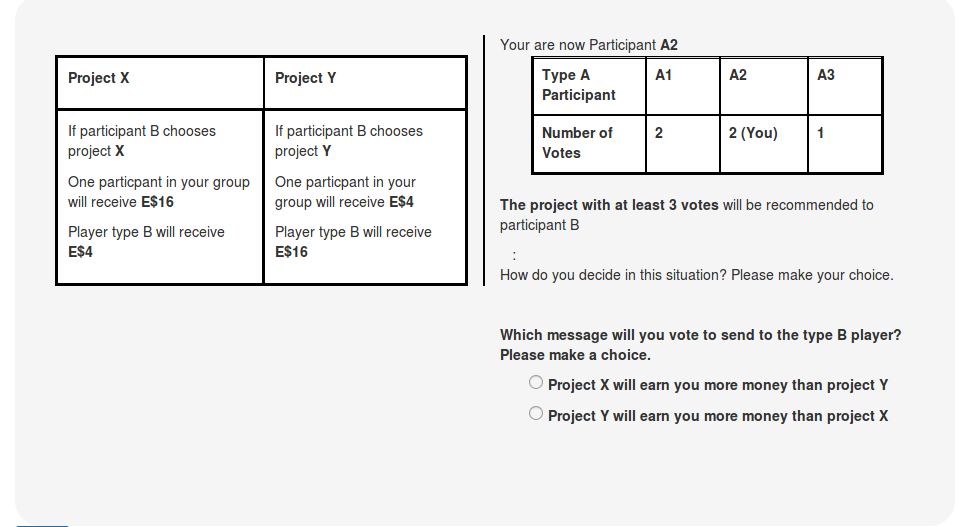 Project X
Project Y
If participant B chooses
project X
One particpant in your group
will receive E$16
Player type B will receive
E$4
If participant B chooses
project Y
One particpant in your
group will receive E$4
Player type B will receive
E$16
Your are now Participant A2
Type A
Participant
A1
A2
A3
Number of
Votes
2
2 (You)
1
The project with at least 3 votes will be recommended to
participant B
:
How do you decide in this situation? Please make your choice.
Which message will you vote to send to the type B player?
Please make a choice.
Project X will earn you more money than project Y
Project Y will earn you more money than project X